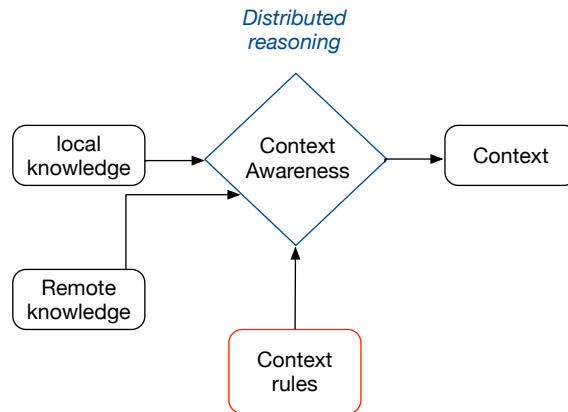 Distributed
reasoning
local
knowledge
Context
Awareness
Context
Remote
knowledge
Context
rules